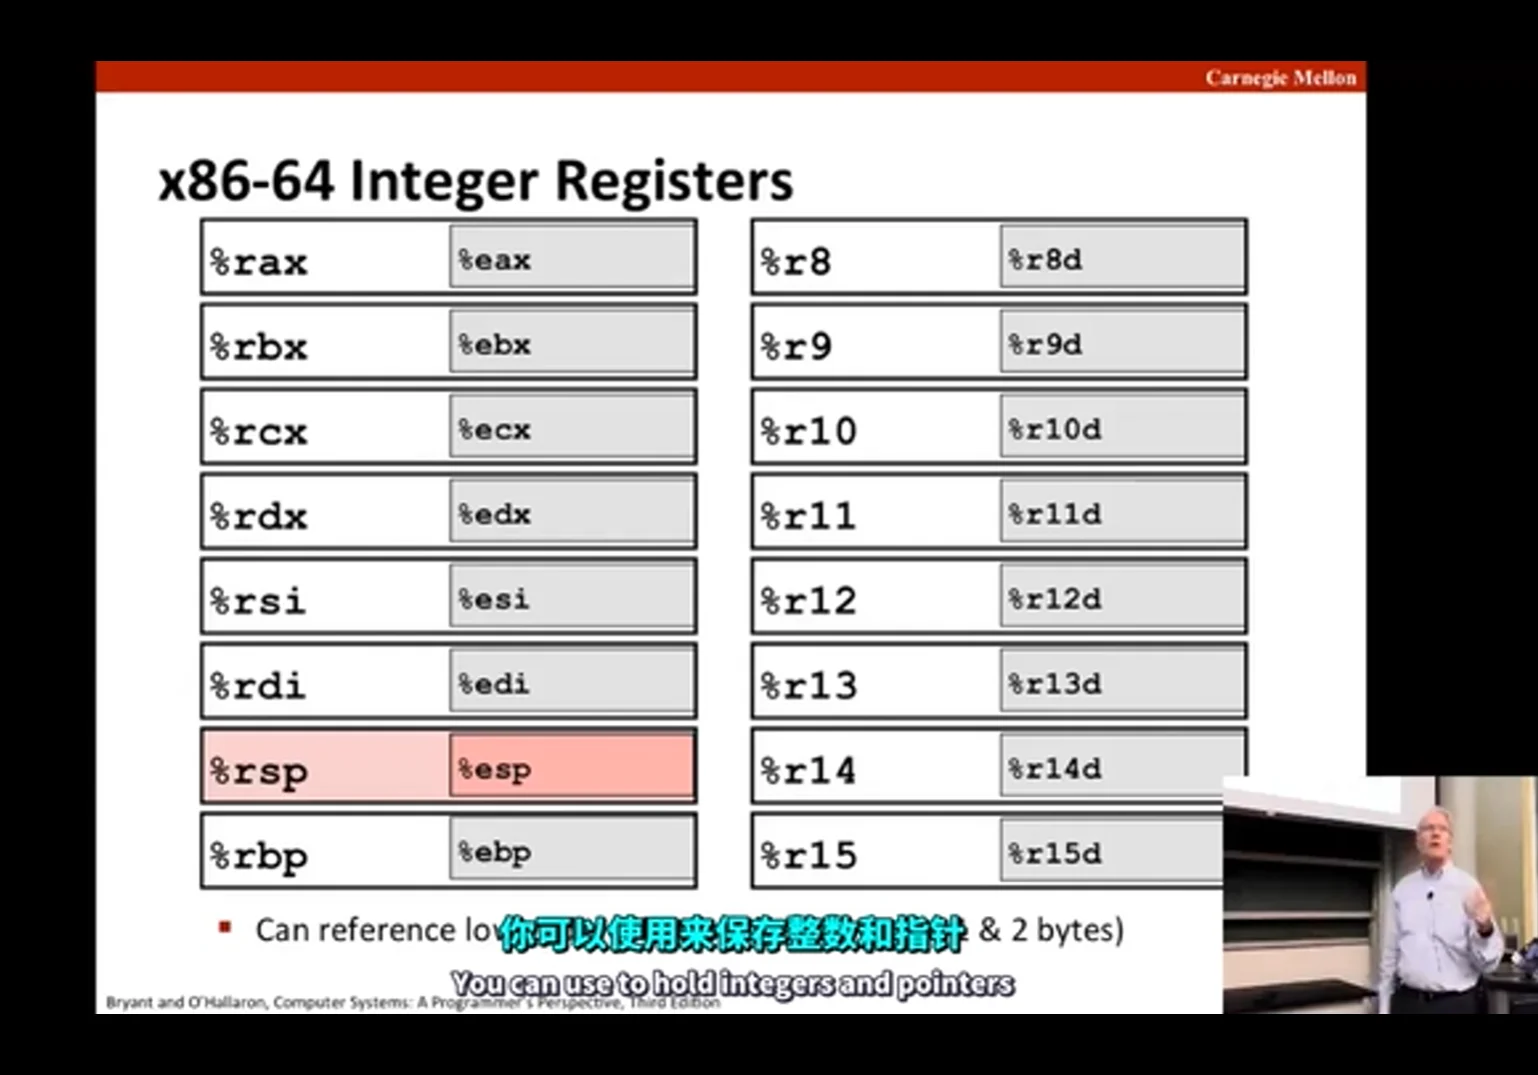 Carnegie Mellon
x86-64 Integer Registers
%rax %eax %r8 %r8d
%rbx %ebx %r9 %r9d
%rcx %ecx %r10 %r10d
%rdx %edx %r11 %r11d
%rsi %esi %r12 %r12d
%rdi %edi %r13 %r13d
%rsp %esp %r14 %r14d
%rbp %ebp %r15 %r15d
Can reference & 2 bytes)
你可以使用来保存整数和指针
You can use to hold integers and pointers
Bryant and O'Hallaron, Computer Systems: A Programmer's Perspective, Third Edition